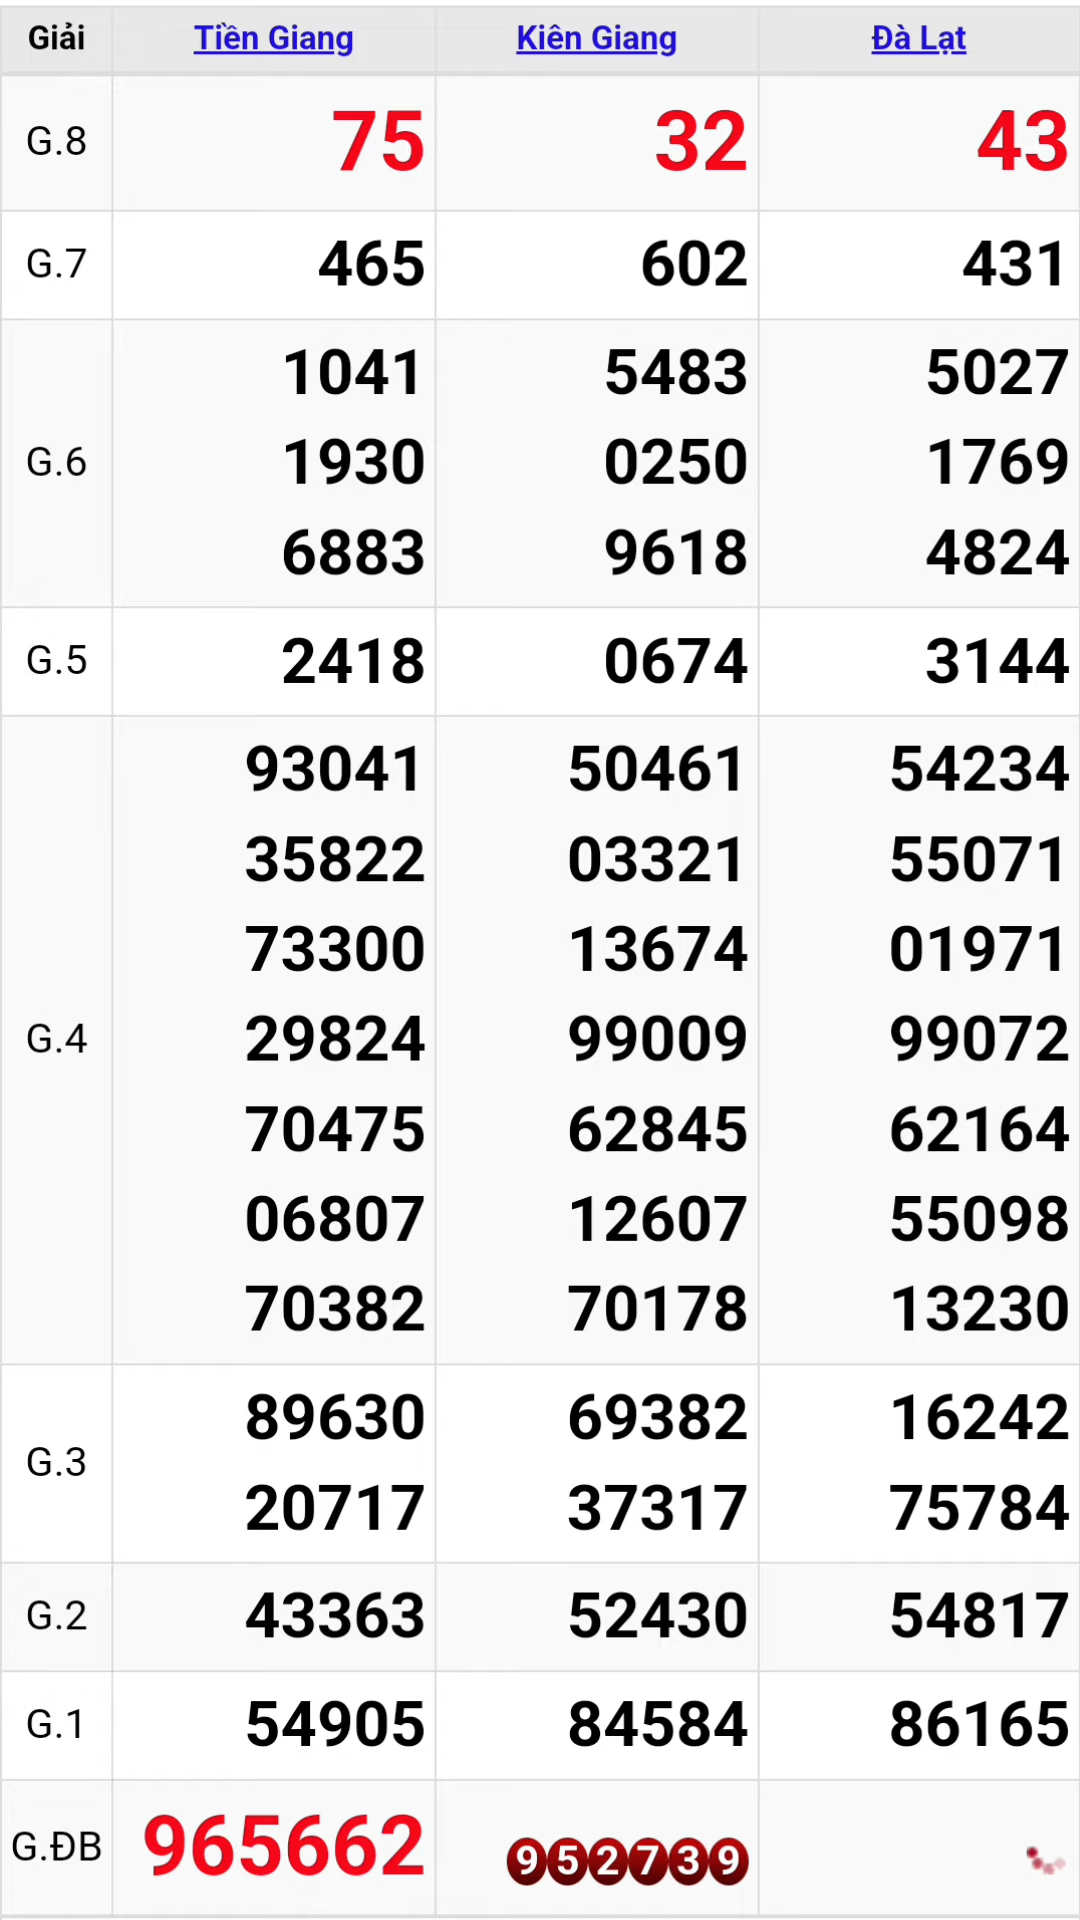 Giải Tiền Giang Kiên Giang Đà Lạt
G.8 75 32 43
G.7 465 602 431
1041 5483 5027
G.6 1930 0250 1769
6883 9618 4824
G.5 2418 0674 3144
93041 50461 54234
35822 03321 55071
73300 13674 01971
G.4 29824 99009 99072
70475 62845 62164
06807 12607 55098
70382 70178 13230
89630 69382 16242
G.3
20717 37317 75784
G.2 43363 52430 54817
G.1 54905 84584 86165
G.ĐB 965662 952739